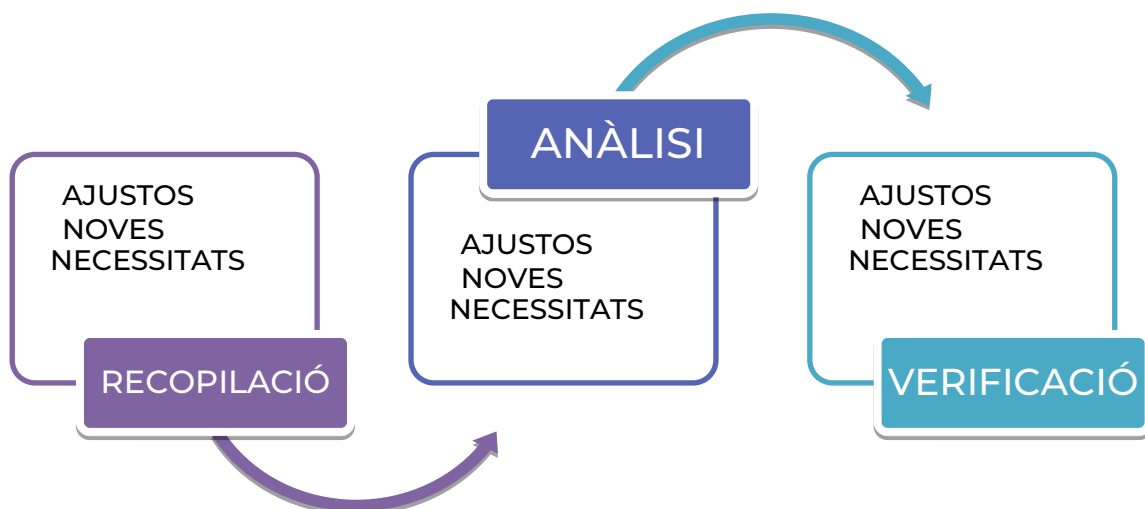 AJUSTOS
NOVES
NECESSITATS
RECOPILACIÓ
ANÀLISI
AJUSTOS
NOVES
NECESSITATS
AJUSTOS
NOVES
NECESSITATS
VERIFICACIÓ